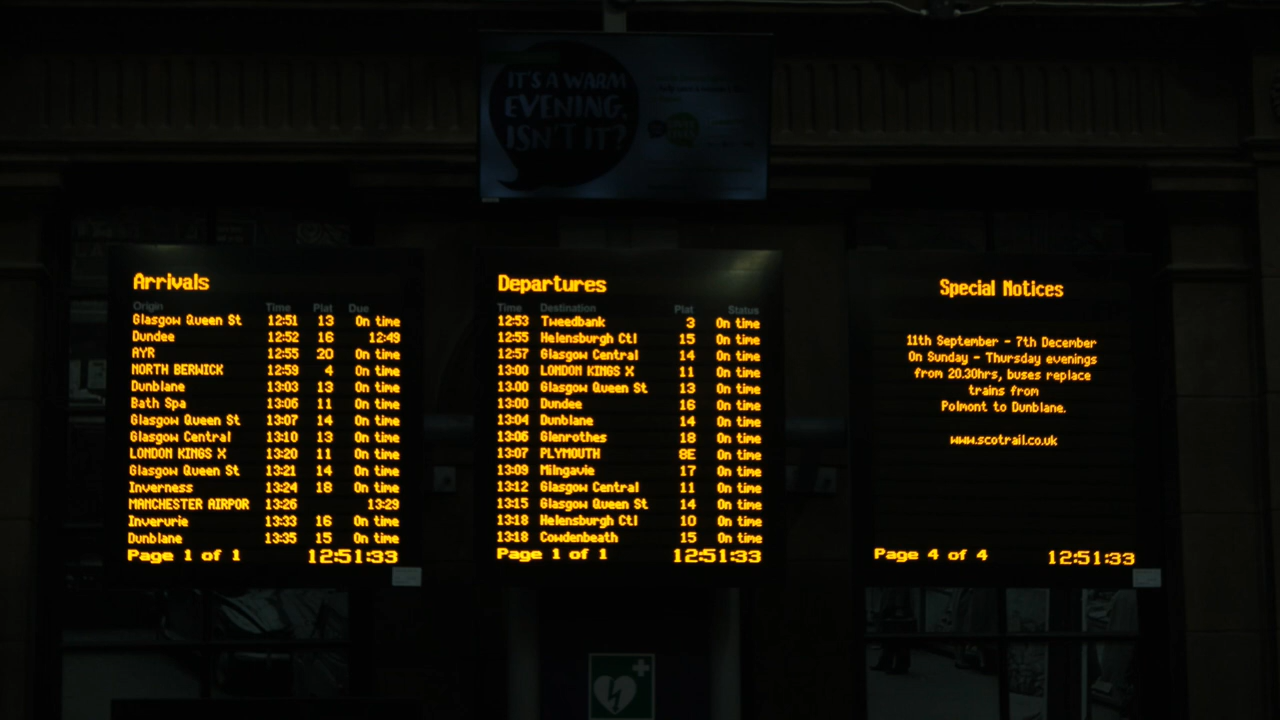 IT'S A WARM
EVENING.
ISN'T IT?
Arrivals
Origin Time Plat Due
Glasgow Queen St 12:51 13 On time
Dundee 12:52 16 12:49
AYR 12:55 20 On time
NORTH BERWICK 12:59 4 On time
Dunblane 13:03 13 On time
Bath Spa 13:06 11 On time
Glasgow Queen St 13:07 14 On time
Glasgow Central 13:10 13 On time
LONDON KINGS X 13:20 11 On time
Glasgow Queen St 13:21 14 On time
Inverness 13:24 18 On time
MANCHESTER AIRPOR 13:26 13:29
Inverurie 13:33 16 On time
Dunblane 13:35 15 On time
Page 1 of 1 12:51:33
Departures
Time Destination Plat Status
12:53 Tweedbank 3 On time
12:55 Helensburgh Ctl 15 On time
12:57 Glasgow Central 14 On time
13:00 LONDON KINGS X 11 On time
13:00 Glasgow Queen St 13 On time
13:00 Dundee 16 On time
13:04 Dunblane 14 On time
13:06 Glenrothes 18 On time
13:07 PLYMOUTH 8E On time
13:09 Milngavie 17 On time
13:12 Glasgow Central 11 On time
13:15 Glasgow Queen St 14 On time
13:18 Helensburgh Ctl 10 On time
13:18 Cowdenbeath 15 On time
Page 1 of 1 12:51:33
Special Notices
11th September - 7th December
On Sunday - Thursday evenings
from 20.30hrs, buses replace
trains from
Polmont to Dunblane.
www.scotrail.co.uk
Page 4 of 4 12:51:33